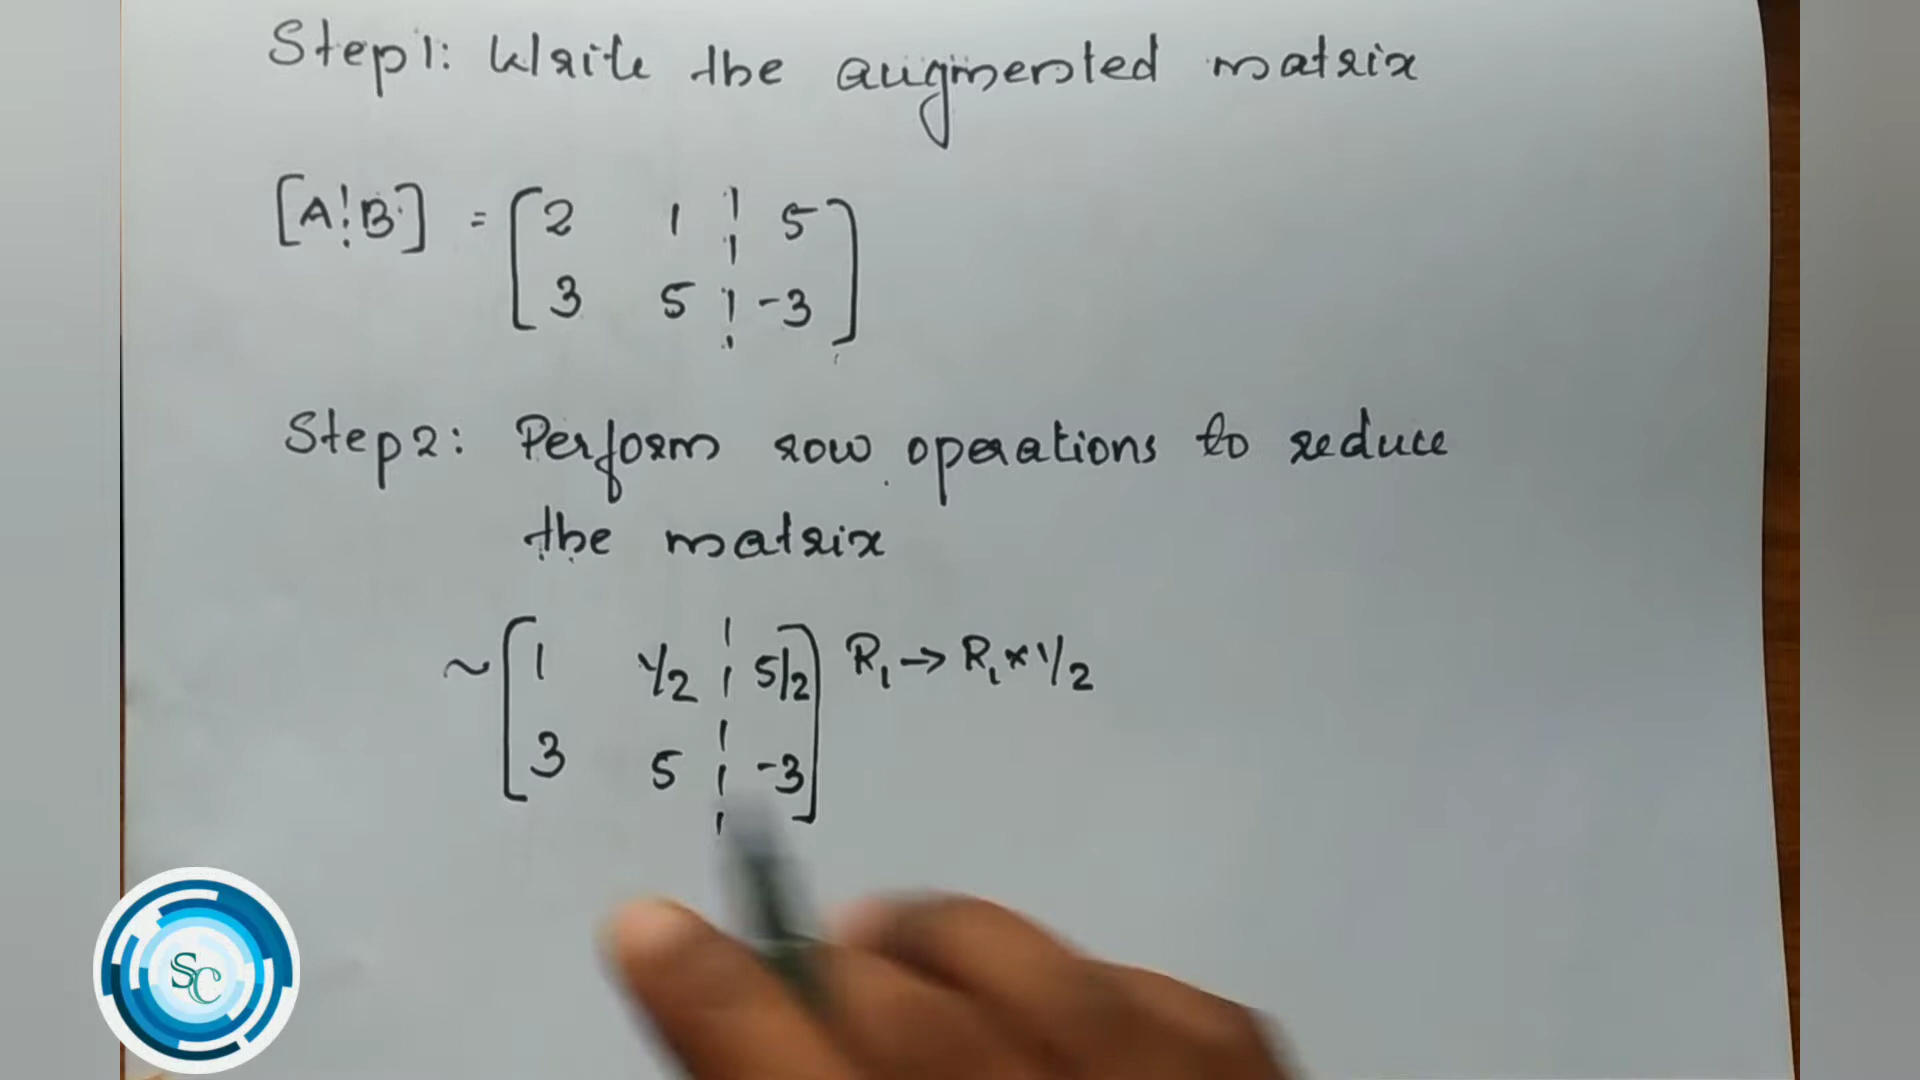 Step1: Write the augmented matrix
[A¦B] = [2 1 ¦ 5
3 5 ¦ -3]
Step2: Perform row operations to reduce
the matrix
~ [1 1/2 ¦ 5/2] R₁ → R₁ × 1/2
[3 5 ¦ -3]
SC